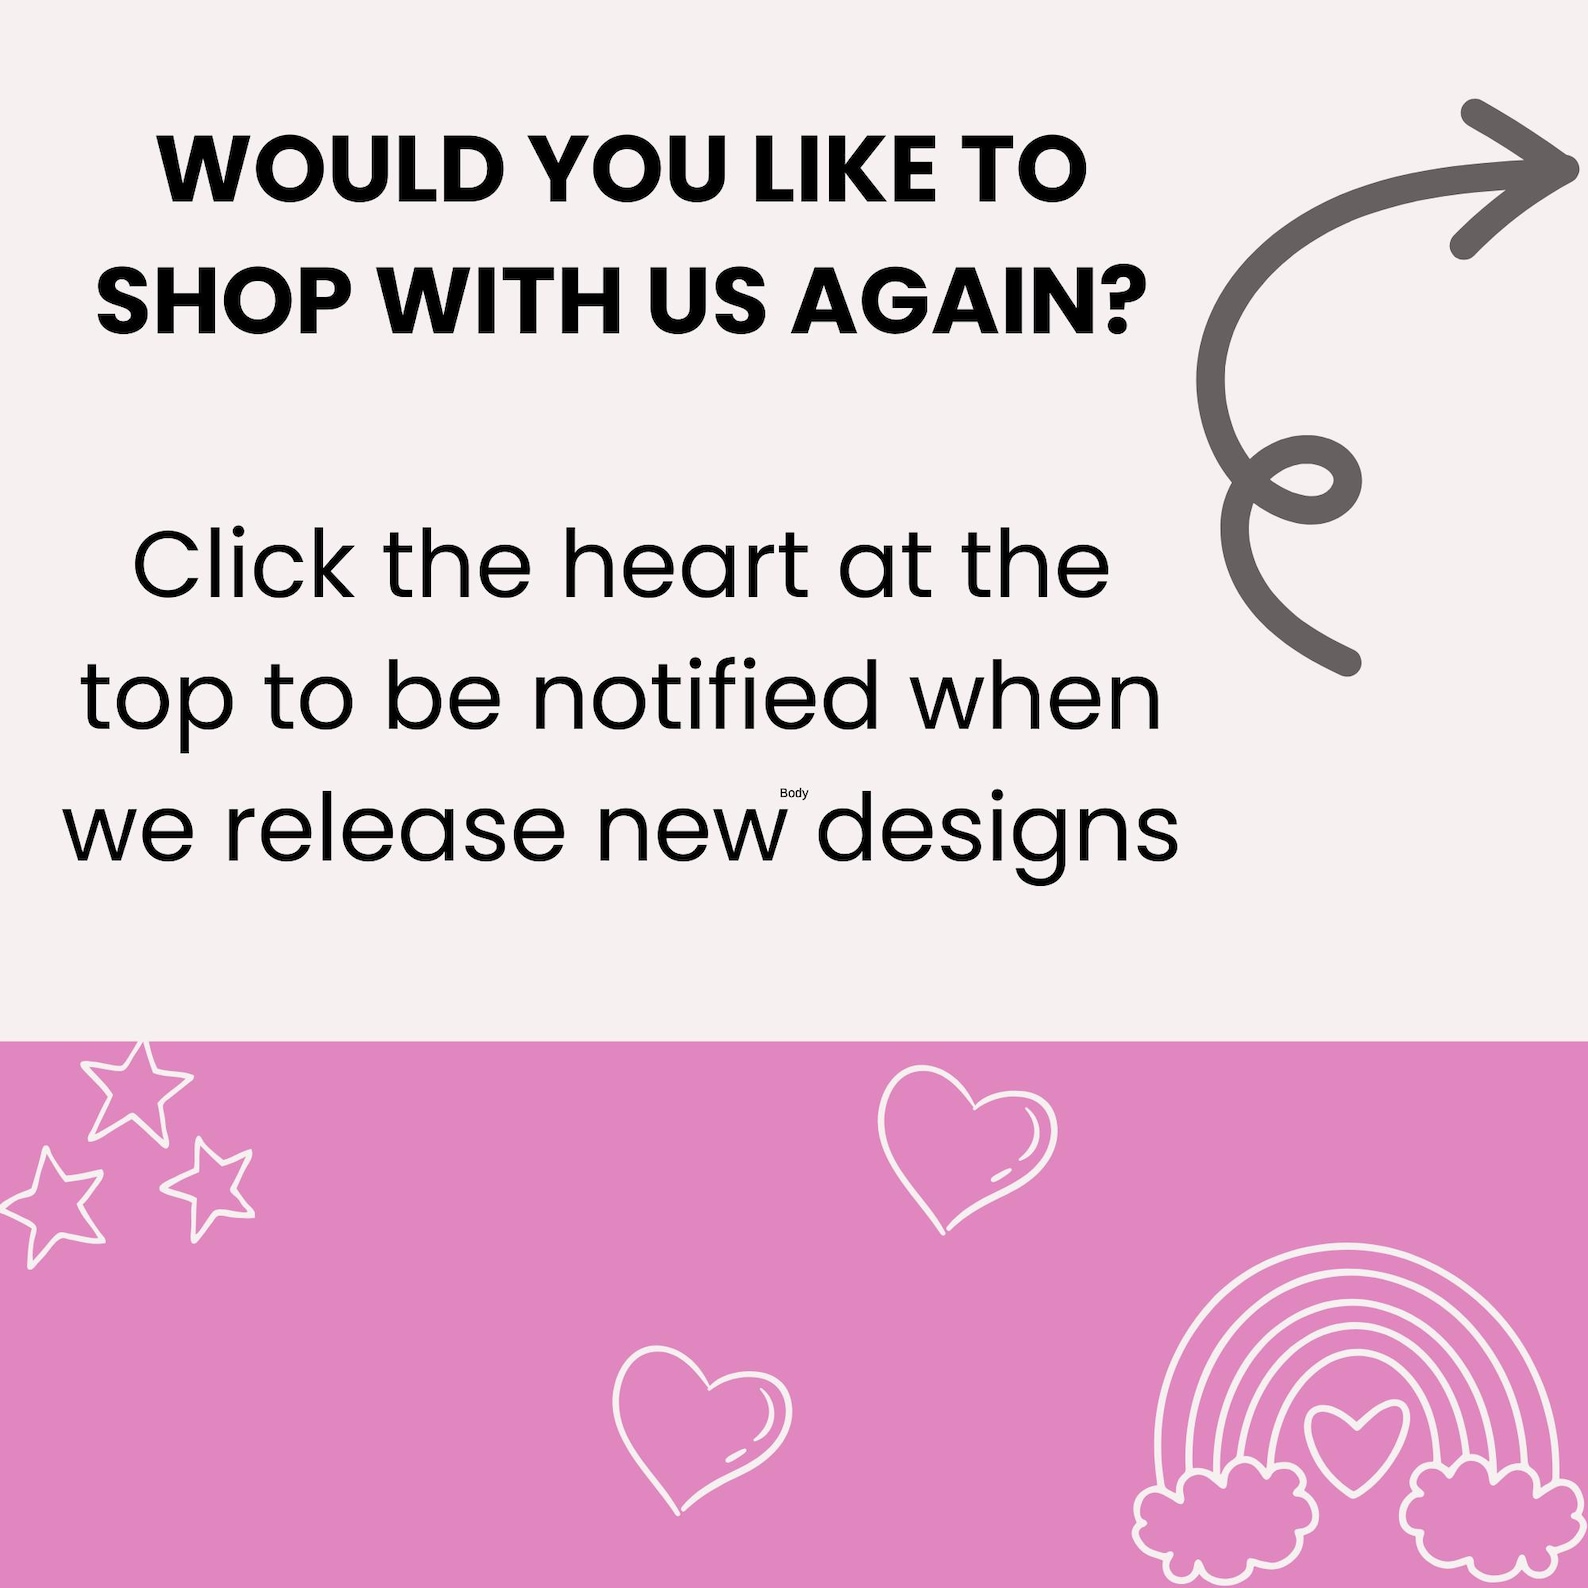 WOULD YOU LIKE TO
SHOP WITH US AGAIN?
Click the heart at the
top to be notified when
we release new designs
Body